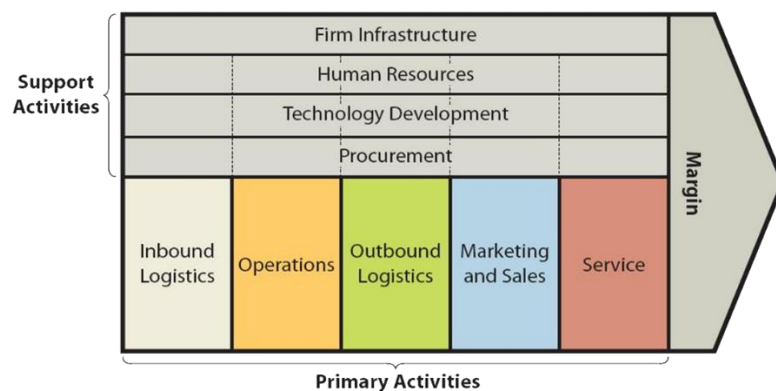 Firm Infrastructure
Support
Activities
Human Resources
Technology Development
Procurement
Margin
Inbound
Logistics
Operations
Outbound
Logistics
Marketing
and Sales
Service
Primary Activities